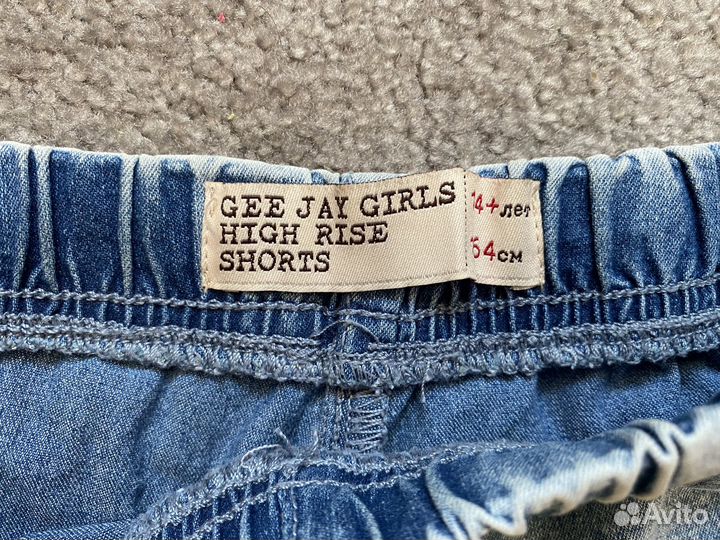 GEE JAY GIRLS
HIGH RISE
SHORTS
14+ лет
164 см
Avito